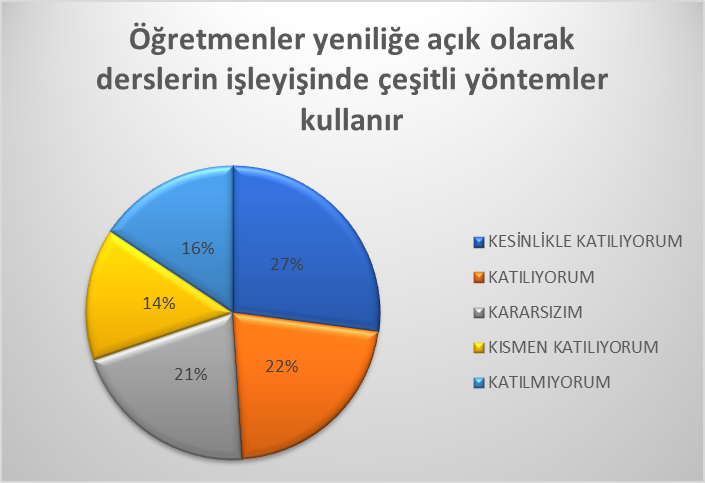 Öğretmenler yeniliğe açık olarak
derslerin işleyişinde çeşitli yöntemler
kullanır
16%
27%
14%
21%
22%
KESİNLİKLE KATILIYORUM
KATILIYORUM
KARARSIZIM
KISMEN KATILIYORUM
KATILMIYORUM